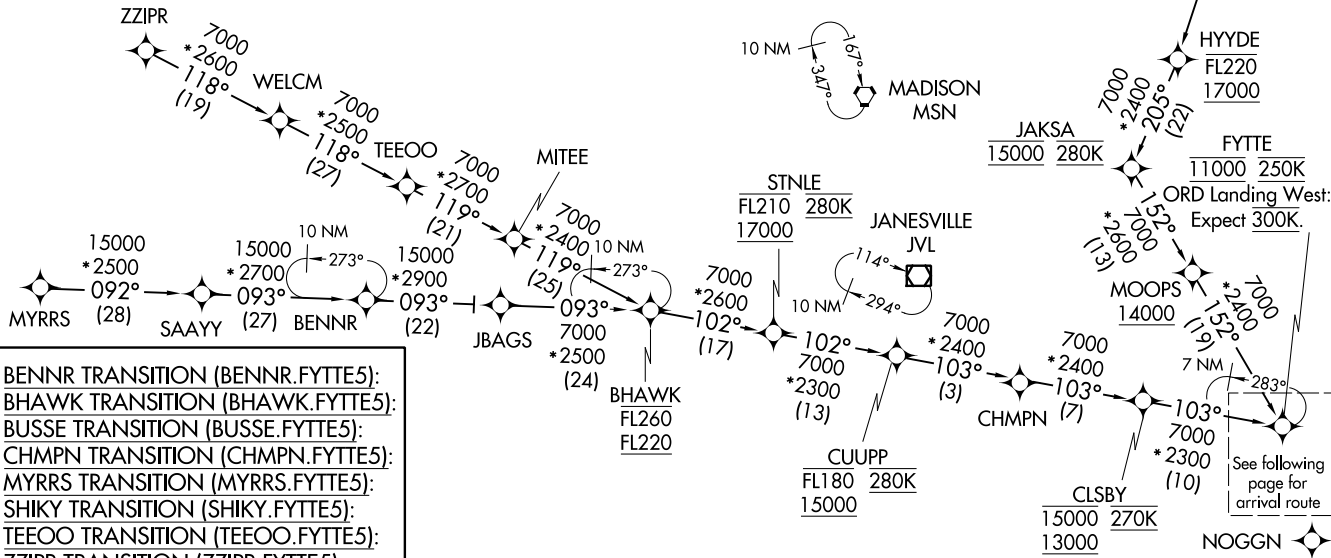 ZZIPR
7000
*2600
118°
(19)
WELCM
7000
*2500
118°
(27)
TEEOO
7000
*2700
119°
(21)
MITEE
7000
*2400
119°
(25)
10 NM
167°
347°
MADISON
MSN
HYYDE
FL220
17000
7000
*2400
205°
(22)
JAKSA
15000 280K
FYTTE
11000 250K
ORD Landing West:
Expect 300K.
152°
7000
*2600
(13)
MOOPS
14000
7000
*2400
152°
(19)
MYRRS
15000
*2500
092°
(28)
SAAYY
15000
*2700
093°
(27)
10 NM
273°
BENNR
15000
*2900
093°
(22)
JBAGS
093°
7000
*2500
(24)
10 NM
273°
BHAWK
FL260
FL220
7000
*2600
102°
(17)
STNLE
FL210 280K
17000
JANESVILLE
JVL
114°
294°
10 NM
102°
7000
*2300
(13)
CUUPP
FL180 280K
15000
7000
*2400
103°
(3)
CHMPN
7000
*2400
103°
(7)
CLSBY
15000 270K
13000
7 NM
283°
103°
7000
*2300
(10)
See following
page for
arrival route
NOGGN
BENNR TRANSITION (BENNR.FYTTE5):
BHAWK TRANSITION (BHAWK.FYTTE5):
BUSSE TRANSITION (BUSSE.FYTTE5):
CHMPN TRANSITION (CHMPN.FYTTE5):
MYRRS TRANSITION (MYRRS.FYTTE5):
SHIKY TRANSITION (SHIKY.FYTTE5):
TEEOO TRANSITION (TEEOO.FYTTE5):
ZZIPR TRANSITION (ZZIPR.FYTTE5)